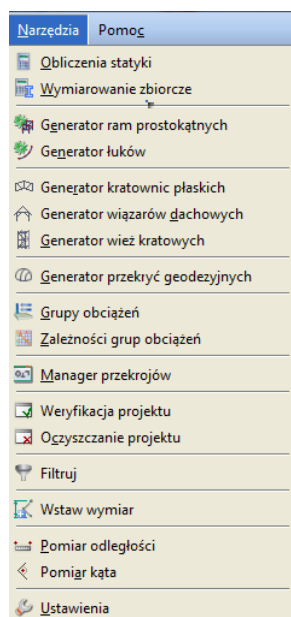 Narzędzia Pomoc
Obliczenia statyki
Wymiarowanie zbiorcze
Generator ram prostokątnych
Generator łuków
Generator kratownic płaskich
Generator wiązarów dachowych
Generator wież kratowych
Generator przekryć geodezyjnych
Grupy obciążeń
Zależności grup obciążeń
Manager przekrojów
Weryfikacja projektu
Oczyszczanie projektu
Filtruj
Wstaw wymiar
Pomiar odległości
Pomiar kąta
Ustawienia